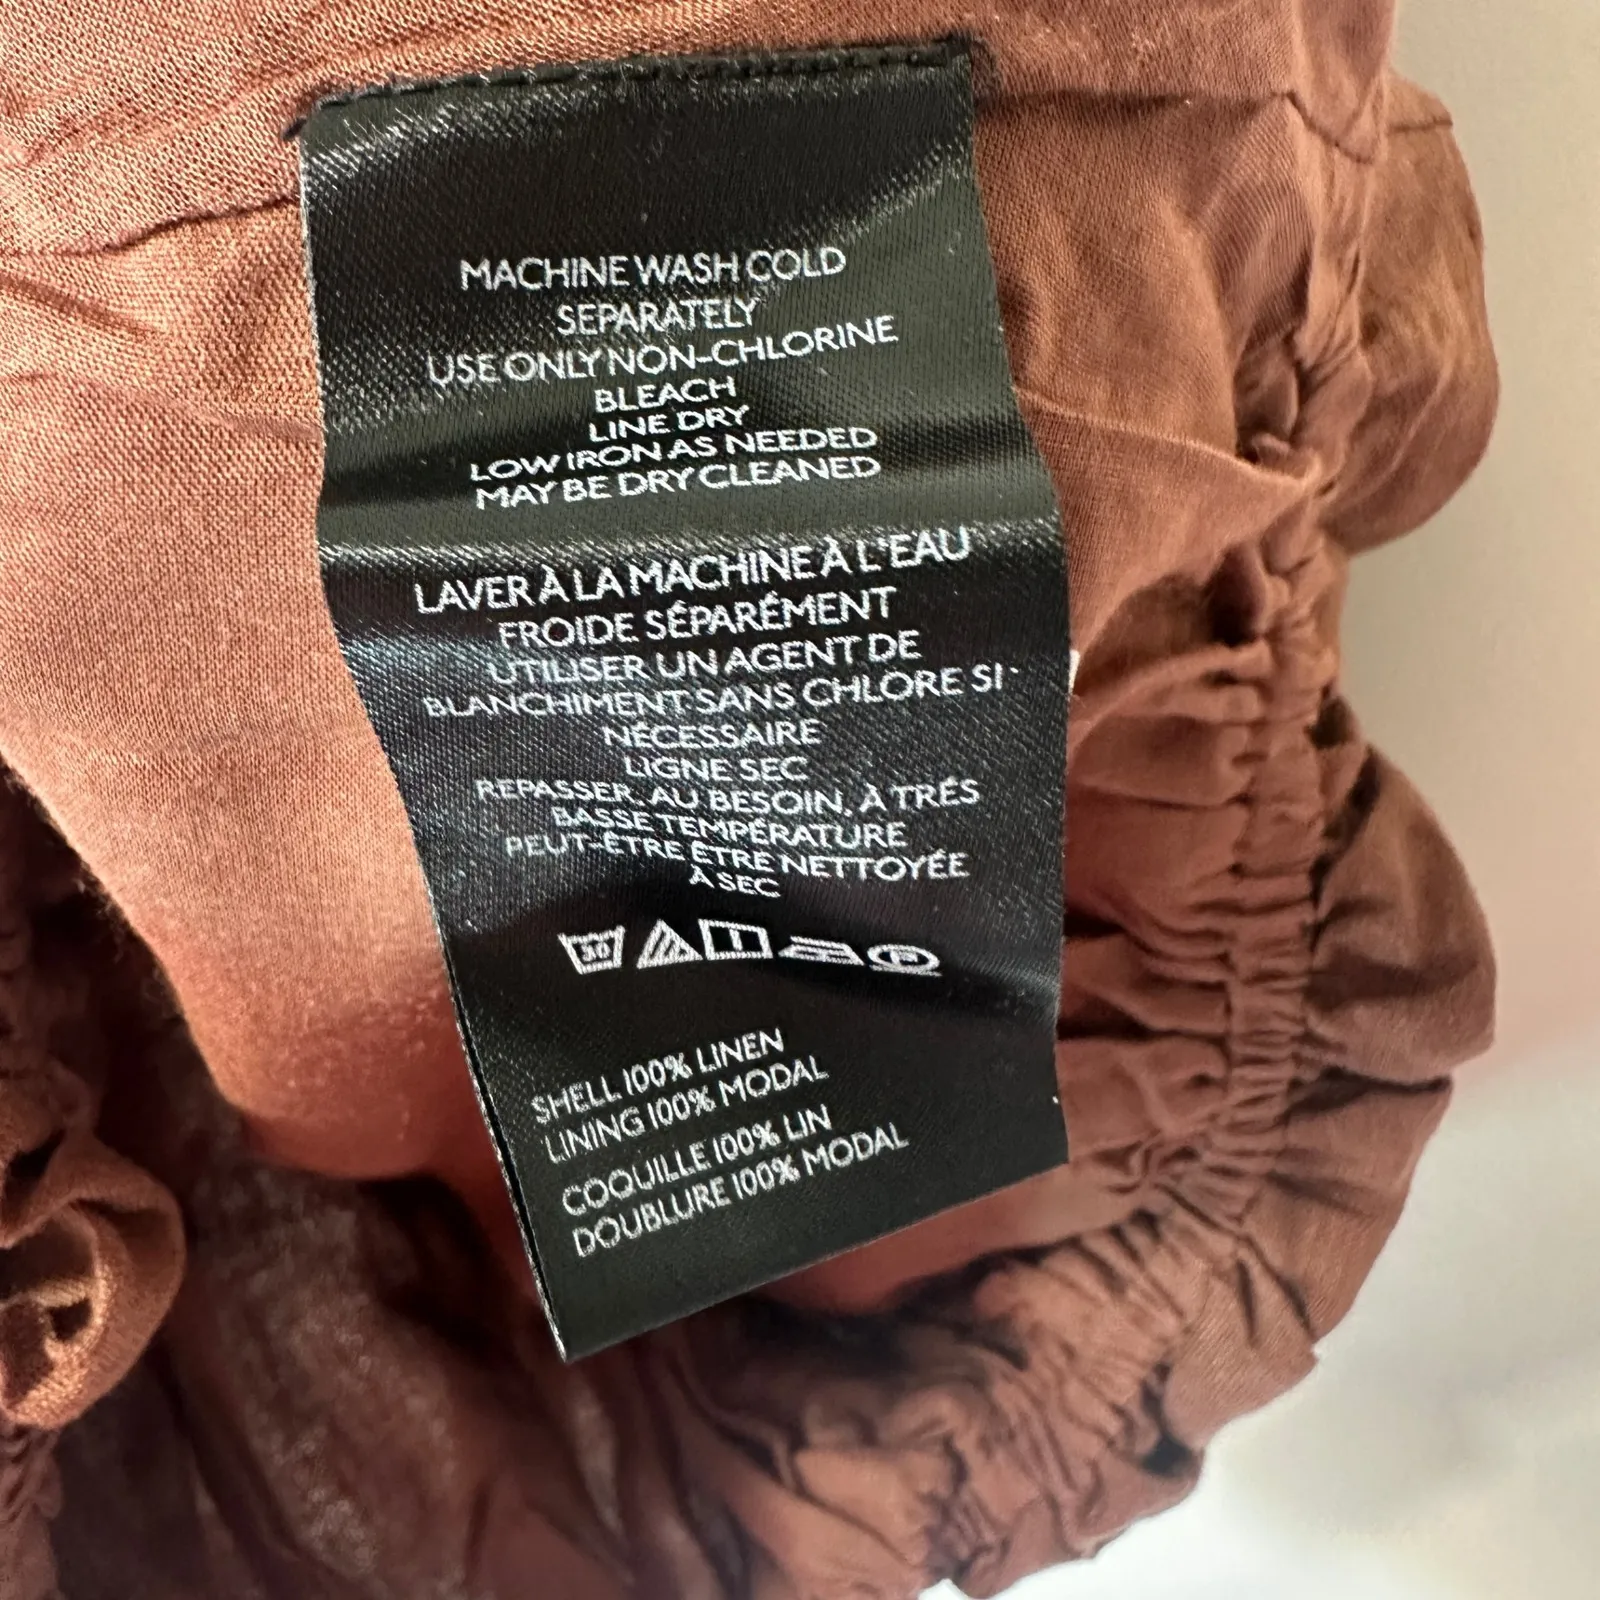 MACHINE WASH COLD
SEPARATELY
USE ONLY NON-CHLORINE
BLEACH
LINE DRY
LOW IRON AS NEEDED
MAY BE DRY CLEANED
LAVER À LA MACHINE À L'EAU
FROIDE SÉPARÉMENT
UTILISER UN AGENT DE
BLANCHIMENT SANS CHLORE SI
NÉCESSAIRE
LIGNE SEC
REPASSER, AU BESOIN, À TRÉS
BASSE TEMPÉRATURE
PEUT-ÊTRE ÊTRE NETTOYÉE
À SEC
30 P
SHELL 100% LINEN
LINING 100% MODAL
COQUILLE 100% LIN
DOUBLURE 100% MODAL